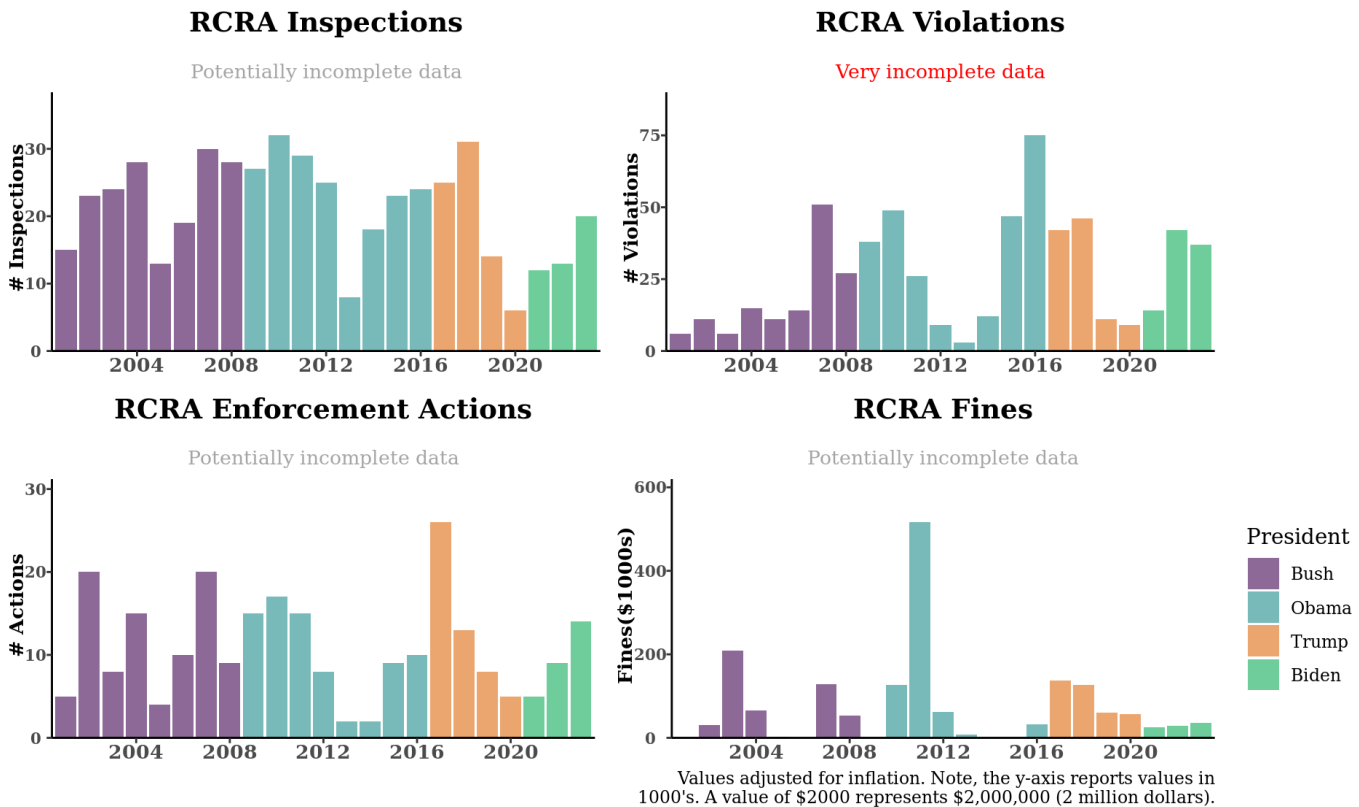 RCRA Inspections
Potentially incomplete data
# Inspections
30
20
10
0
2004 2008 2012 2016 2020
RCRA Violations
Very incomplete data
# Violations
75
50
25
0
2004 2008 2012 2016 2020
RCRA Enforcement Actions
Potentially incomplete data
# Actions
30
20
10
0
2004 2008 2012 2016 2020
RCRA Fines
Potentially incomplete data
Fines($1000s)
600
400
200
0
2004 2008 2012 2016 2020
President
Bush
Obama
Trump
Biden
Values adjusted for inflation. Note, the y-axis reports values in
1000's. A value of $2000 represents $2,000,000 (2 million dollars).